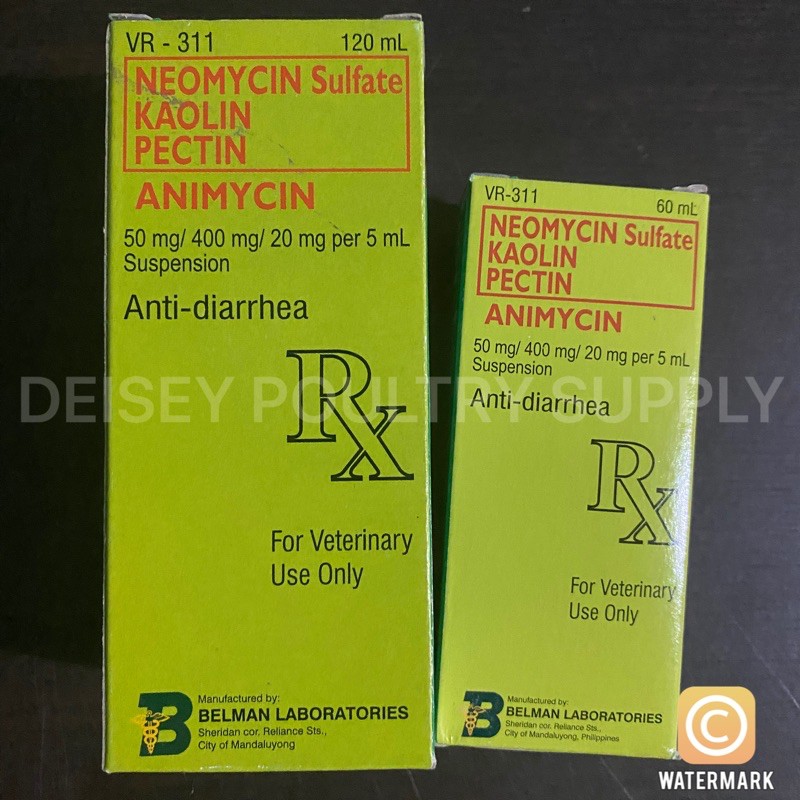 VR - 311 120 mL
NEOMYCIN Sulfate
KAOLIN
PECTIN
ANIMYCIN
50 mg/ 400 mg/ 20 mg per 5 mL
Suspension
Anti-diarrhea
Rx
For Veterinary
Use Only
B
Manufactured by:
BELMAN LABORATORIES
Sheridan cor. Reliance Sts.,
City of Mandaluyong
VR-311 60 mL
NEOMYCIN Sulfate
KAOLIN
PECTIN
ANIMYCIN
50 mg/ 400 mg/ 20 mg per 5 mL
Suspension
Anti-diarrhea
Rx
For Veterinary
Use Only
B
Manufactured by:
BELMAN LABORATORIES
Sheridan cor. Reliance Sts.,
City of Mandaluyong, Philippines
DEISEY POULTRY SUPPLY
©
WATERMARK